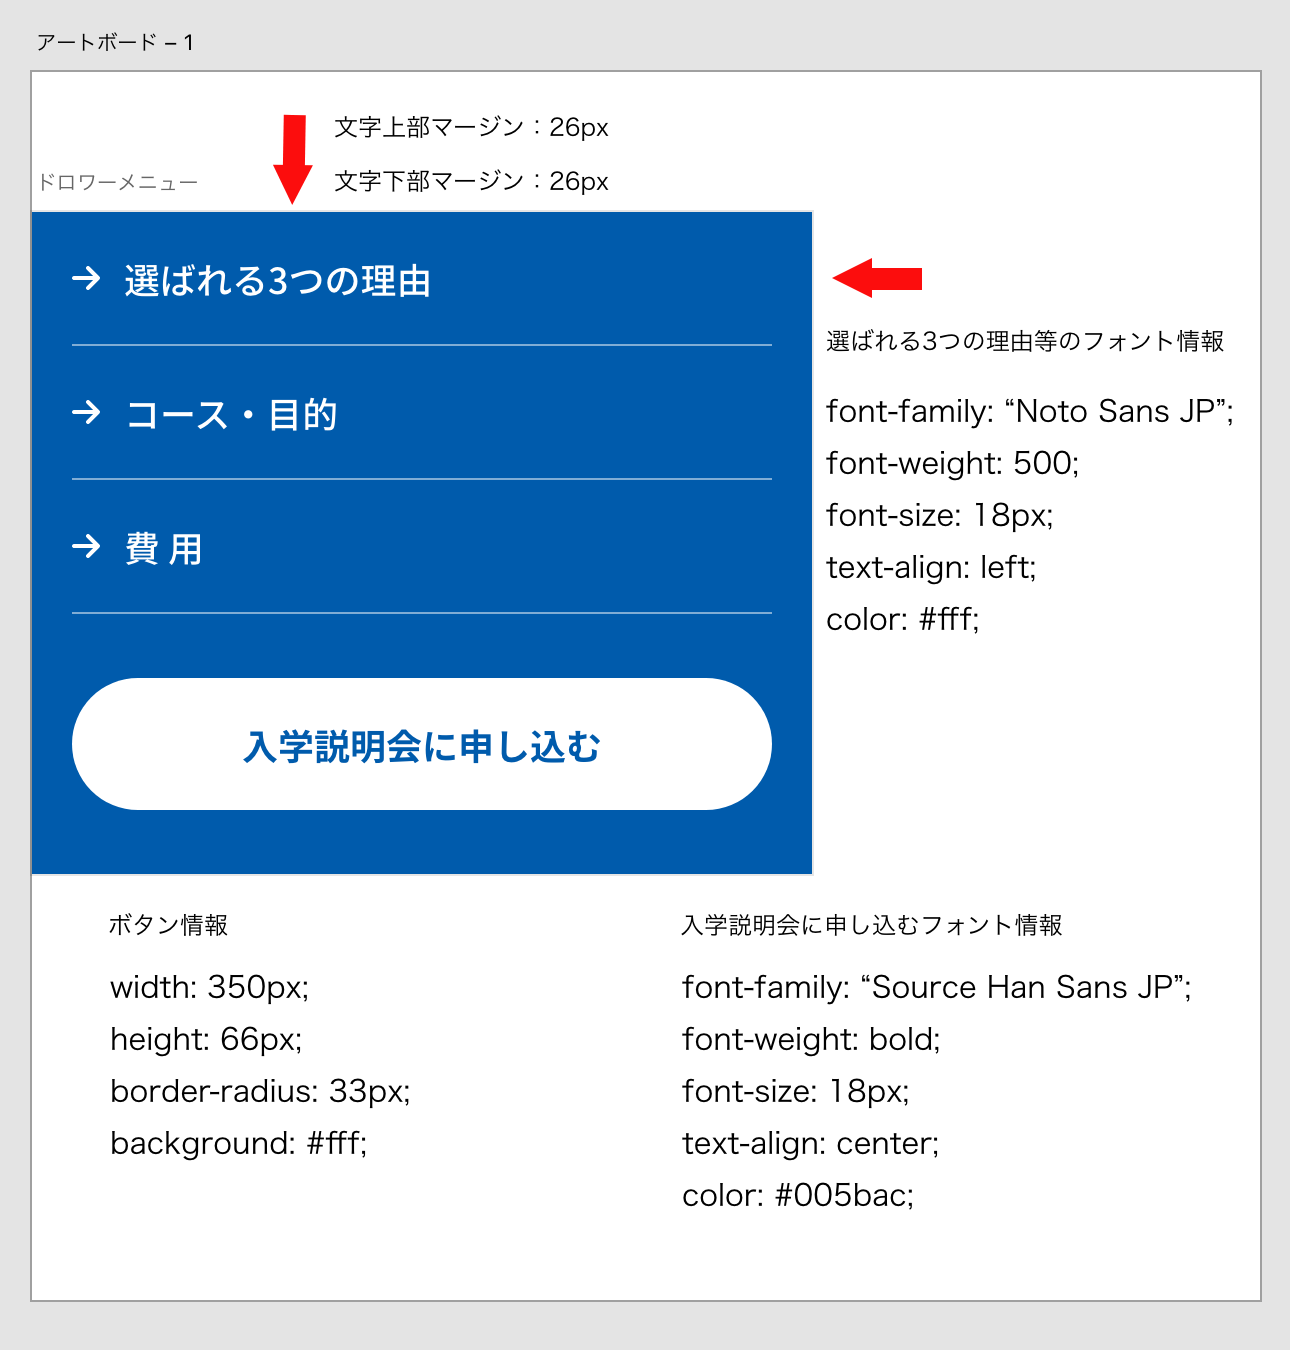 アートボード – 1
文字上部マージン：26px
文字下部マージン：26px
ドロワーメニュー
選ばれる3つの理由
コース・目的
費 用
入学説明会に申し込む
選ばれる3つの理由等のフォント情報
font-family: “Noto Sans JP”;
font-weight: 500;
font-size: 18px;
text-align: left;
color: #fff;
ボタン情報
width: 350px;
height: 66px;
border-radius: 33px;
background: #fff;
入学説明会に申し込むフォント情報
font-family: “Source Han Sans JP”;
font-weight: bold;
font-size: 18px;
text-align: center;
color: #005bac;